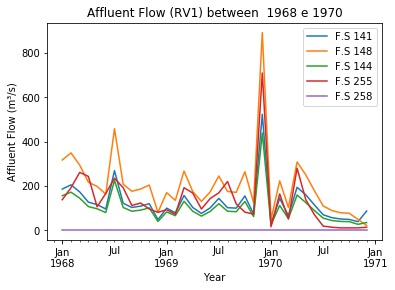 Affluent Flow (RV1) between  1968 e 1970
F.S 141
F.S 148
F.S 144
F.S 255
F.S 258
Affluent Flow (m³/s)
800
600
400
200
0
Jan Jul Jan Jul Jan Jul Jan
1968 1969 1970 1971
Year